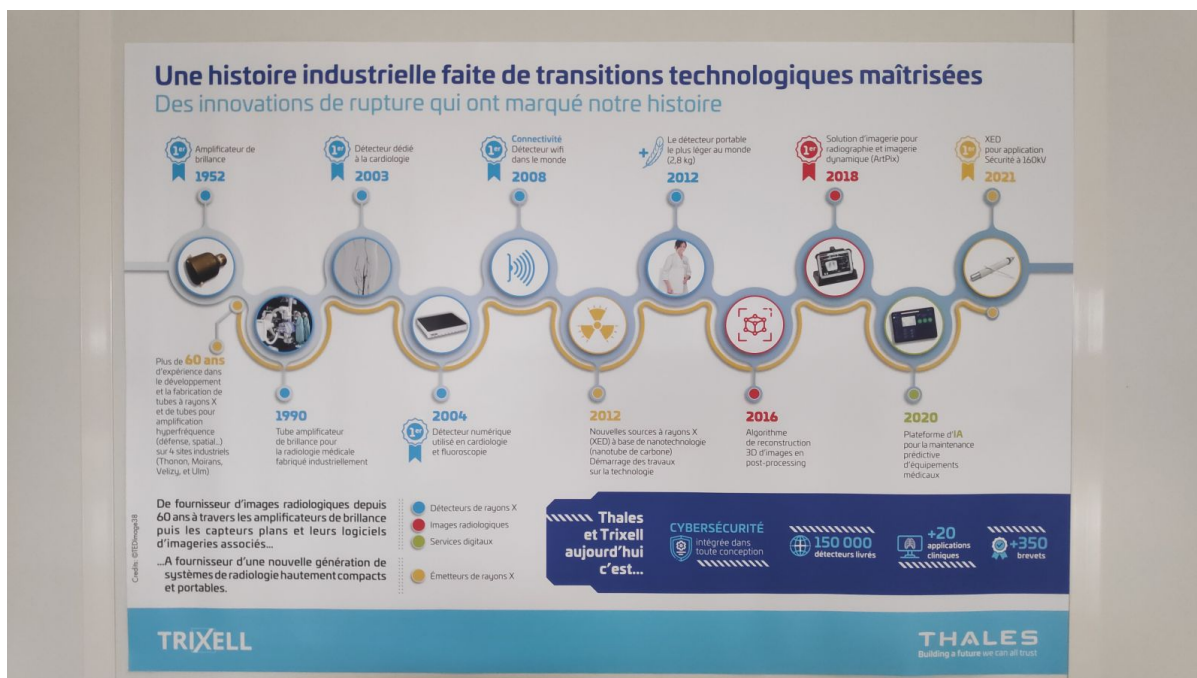 Une histoire industrielle faite de transitions technologiques maîtrisées
Des innovations de rupture qui ont marqué notre histoire
1er
Amplificateur de
brillance
1952
1er
Détecteur dédié
à la cardiologie
2003
1er
Connectivité
Détecteur wifi
dans le monde
2008
+
Le détecteur portable
le plus léger au monde
(2,8 kg)
2012
1er
Solution d'imagerie pour
radiographie et imagerie
dynamique (ArtPix)
2018
1er
XED
pour application
Sécurité à 160kV
2021
Plus de 60 ans
d'expérience dans
le développement
et la fabrication de
tubes à rayons X
et de tubes pour
amplification
hyperfréquence
(défense, spatial...)
sur 4 sites industriels
(Thonon, Moirans,
Velizy, et Ulm)
1990
Tube amplificateur
de brillance pour
la radiologie médicale
fabriqué industriellement
1er
2004
Détecteur numérique
utilisé en cardiologie
et fluoroscopie
2012
Nouvelles sources à rayons X
(XED) à base de nanotechnologie
(nanotube de carbone)
Démarrage des travaux
sur la technologie
2016
Algorithme
de reconstruction
3D d'images en
post-processing
2020
Plateforme d'IA
pour la maintenance
prédictive
d'équipements
médicaux
De fournisseur d'images radiologiques depuis
60 ans à travers les amplificateurs de brillance
puis les capteurs plans et leurs logiciels
d'imageries associés...
...A fournisseur d'une nouvelle génération de
systèmes de radiologie hautement compacts
et portables.
Détecteurs de rayons X
Images radiologiques
Services digitaux
Émetteurs de rayons X
Thales
et Trixell
aujourd'hui
c'est...
CYBERSÉCURITÉ
intégrée dans
toute conception
150 000
détecteurs livrés
+20
applications
cliniques
+350
brevets
Credits: ©TEDImage38
TRIXELL
THALES
Building a future we can all trust